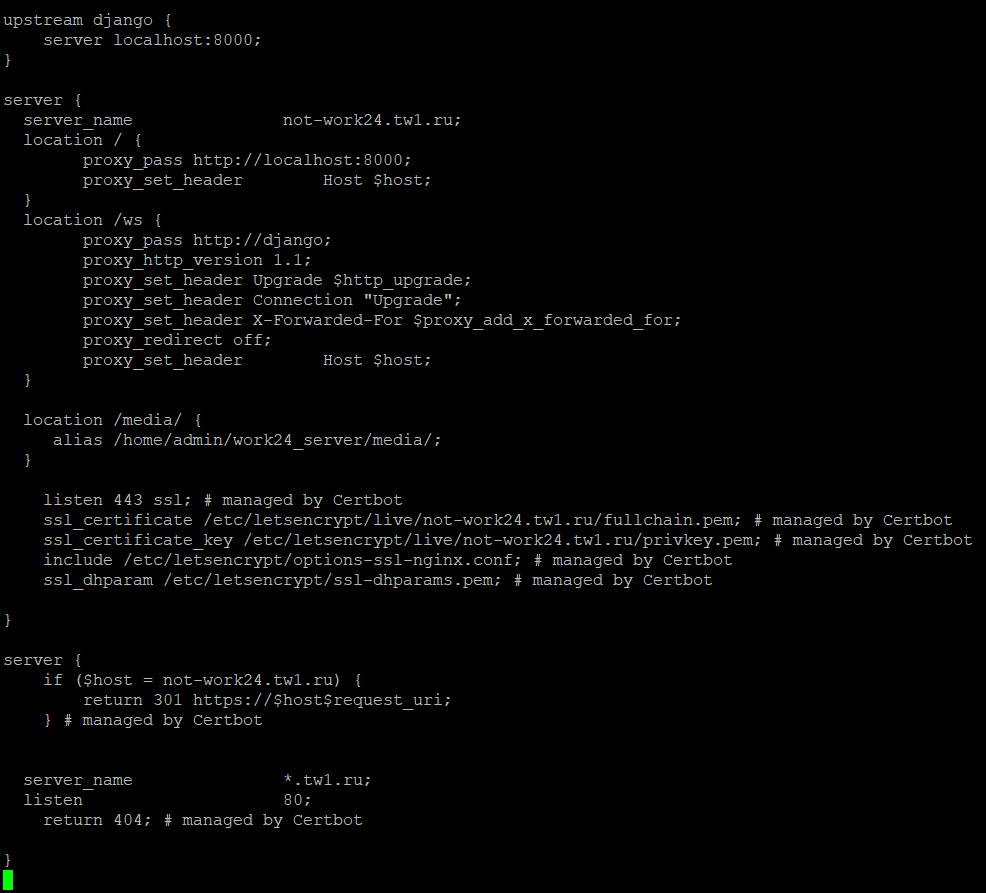 upstream django {
    server localhost:8000;
}
server {
  server_name               not-work24.tw1.ru;
  location / {
        proxy_pass http://localhost:8000;
        proxy_set_header        Host $host;
  }
  location /ws {
        proxy_pass http://django;
        proxy_http_version 1.1;
        proxy_set_header Upgrade $http_upgrade;
        proxy_set_header Connection "Upgrade";
        proxy_set_header X-Forwarded-For $proxy_add_x_forwarded_for;
        proxy_redirect off;
        proxy_set_header        Host $host;
  }
  location /media/ {
     alias /home/admin/work24_server/media/;
  }
    listen 443 ssl; # managed by Certbot
    ssl_certificate /etc/letsencrypt/live/not-work24.tw1.ru/fullchain.pem; # managed by Certbot
    ssl_certificate_key /etc/letsencrypt/live/not-work24.tw1.ru/privkey.pem; # managed by Certbot
    include /etc/letsencrypt/options-ssl-nginx.conf; # managed by Certbot
    ssl_dhparam /etc/letsencrypt/ssl-dhparams.pem; # managed by Certbot
}
server {
    if ($host = not-work24.tw1.ru) {
        return 301 https://$host$request_uri;
    } # managed by Certbot
  server_name               *.tw1.ru;
  listen                    80;
    return 404; # managed by Certbot
}